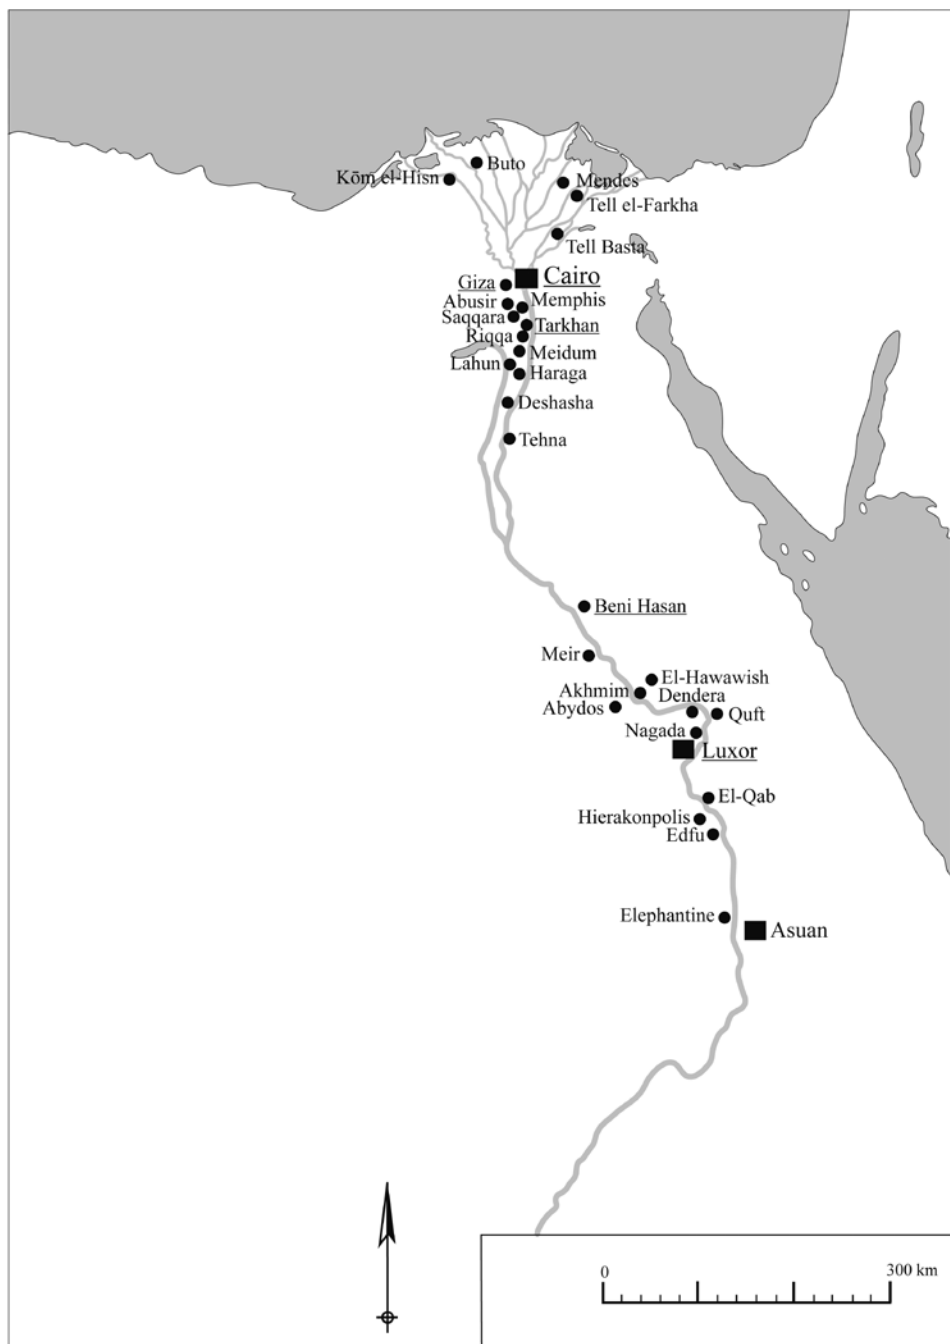 Buto
Kōm el-Hisn
Mendes
Tell el-Farkha
Tell Basta
Cairo
Giza
Abusir
Memphis
Saqqara
Tarkhan
Riqqa
Meidum
Lahun
Haraga
Deshasha
Tehna
Beni Hasan
Meir
El-Hawawish
Akhmim
Dendera
Abydos
Quft
Nagada
Luxor
El-Qab
Hierakonpolis
Edfu
Elephantine
Asuan
0
300 km